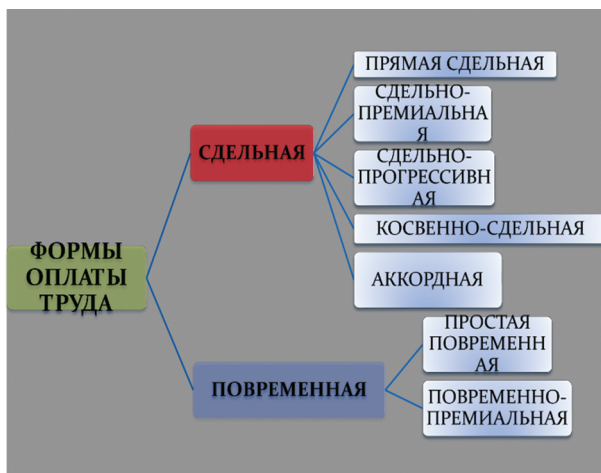 ФОРМЫ
ОПЛАТЫ
ТРУДА
СДЕЛЬНАЯ
ПРЯМАЯ СДЕЛЬНАЯ
СДЕЛЬНО-
ПРЕМИАЛЬНА
Я
СДЕЛЬНО-
ПРОГРЕССИВН
АЯ
КОСВЕННО-СДЕЛЬНАЯ
АККОРДНАЯ
ПОВРЕМЕННАЯ
ПРОСТАЯ
ПОВРЕМЕНН
АЯ
ПОВРЕМЕННО-
ПРЕМИАЛЬНАЯ